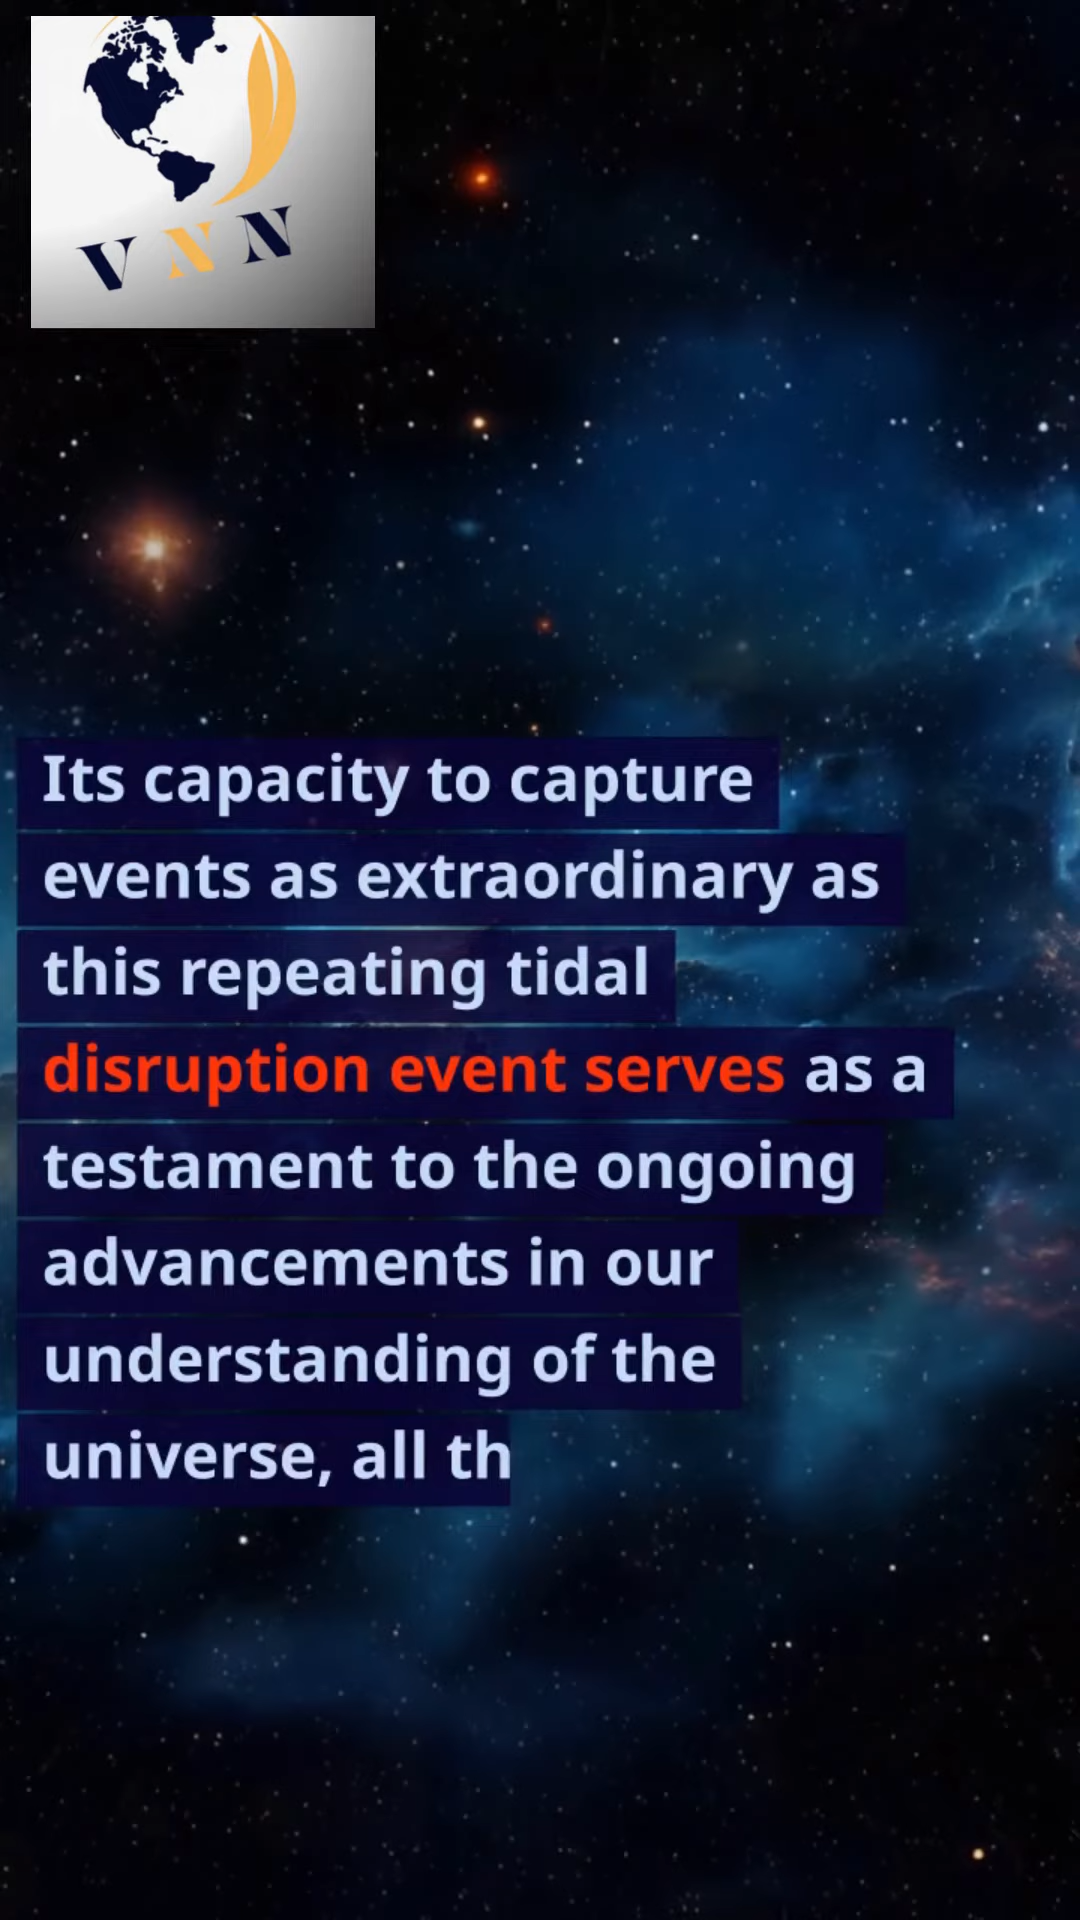 VNN
Its capacity to capture
events as extraordinary as
this repeating tidal
disruption event serves as a
testament to the ongoing
advancements in our
understanding of the
universe, all th